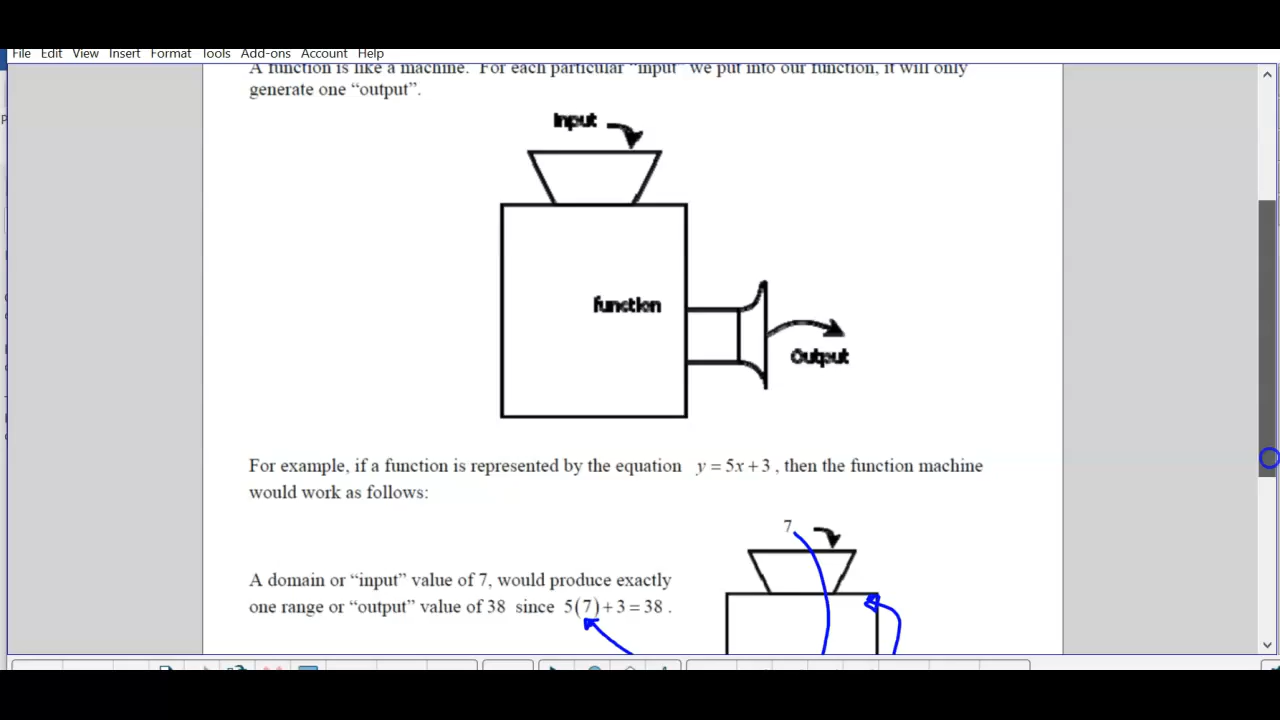 File Edit View Insert Format Tools Add-ons Account Help
A function is like a machine. For each particular “input” we put into our function, it will only
generate one “output”.
Input
function
Output
For example, if a function is represented by the equation y = 5x + 3 , then the function machine
would work as follows:
7
A domain or “input” value of 7, would produce exactly
one range or “output” value of 38 since 5(7) + 3 = 38 .